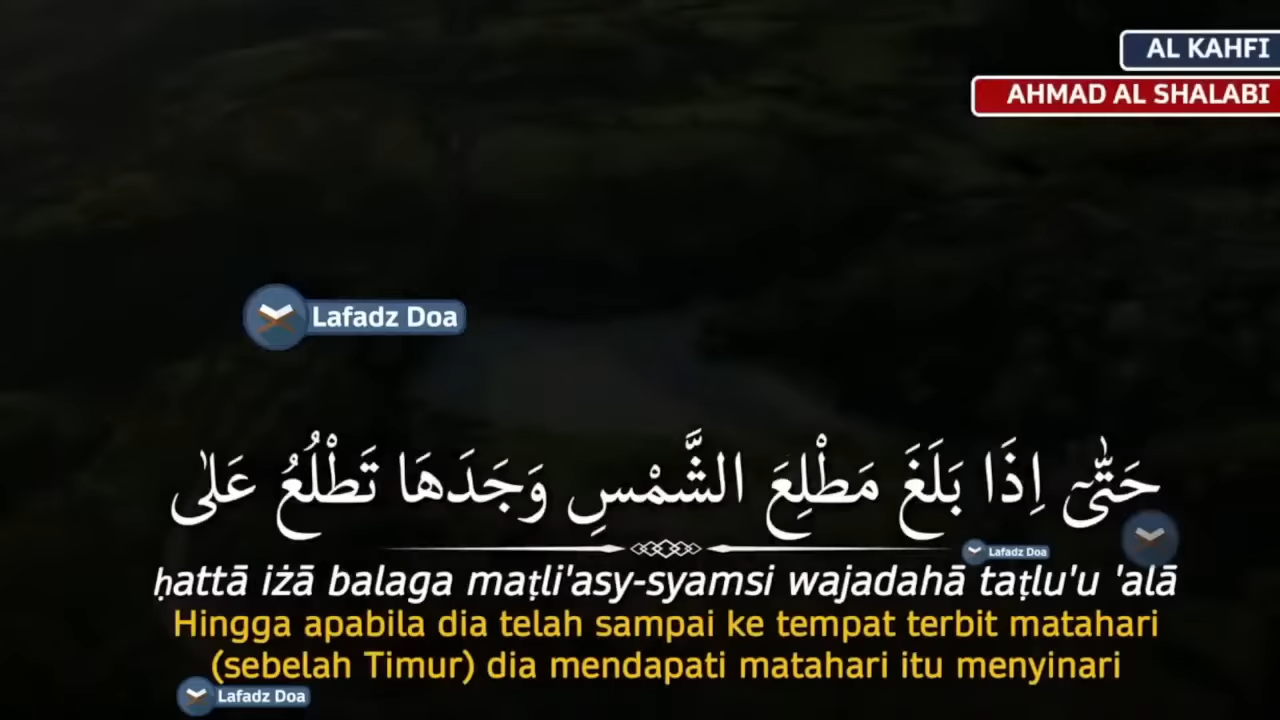 AL KAHFI
AHMAD AL SHALABI
Lafadz Doa
حَتّٰىٓ اِذَا بَلَغَ مَطْلِعَ الشَّمْسِ وَجَدَهَا تَطْلُعُ عَلٰى
Lafadz Doa
ḥattā iżā balaga maṭli'asy-syamsi wajadahā taṭlu'u 'alā
Hingga apabila dia telah sampai ke tempat terbit matahari
(sebelah Timur) dia mendapati matahari itu menyinari
Lafadz Doa